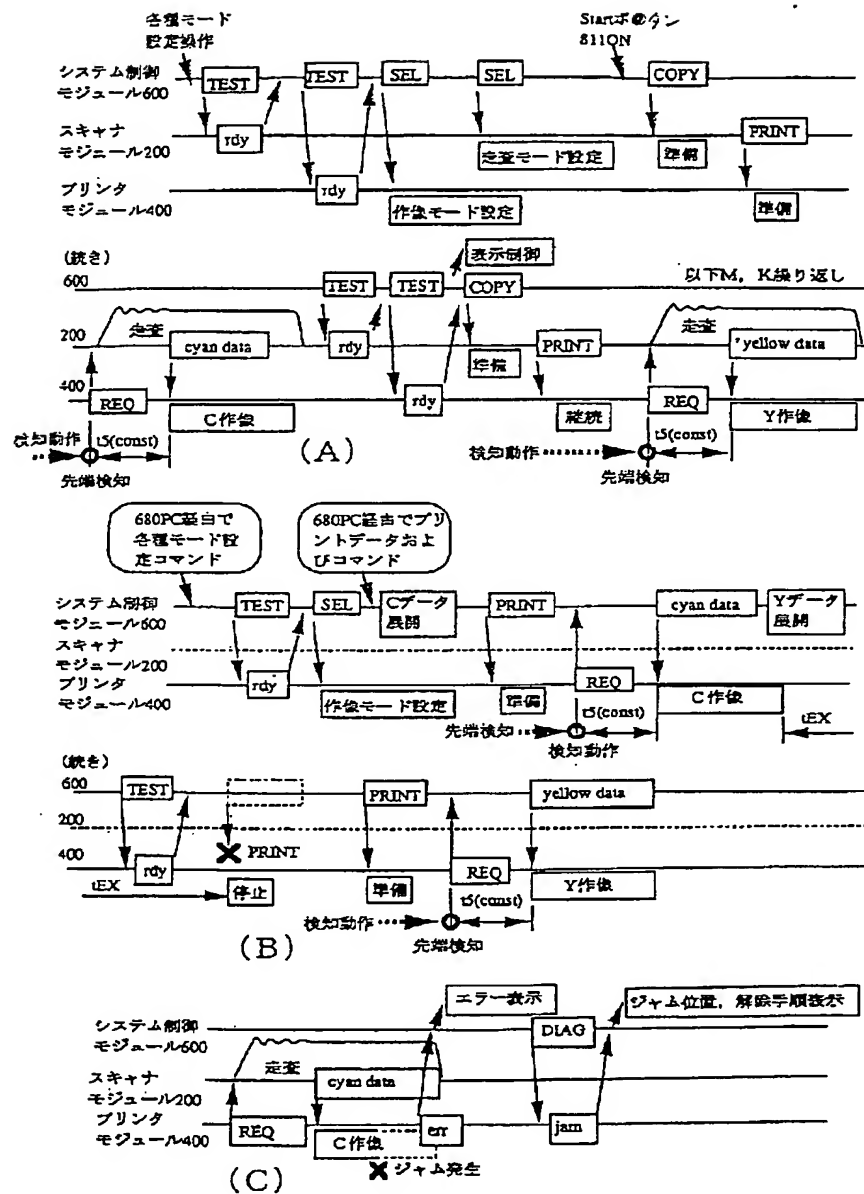 各種モード
設定操作
Startボ@タン
811ON
システム制御
モジュール600
TEST
TEST
SEL
SEL
COPY
スキャナ
モジュール200
rdy
走査モード設定
準備
PRINT
プリンタ
モジュール400
rdy
作像モード設定
準備
(続き)
表示制御
600
TEST
TEST
COPY
以下M，K繰り返し
200
走査
cyan data
rdy
準備
PRINT
走査
yellow data
400
REQ
C作像
rdy
継続
REQ
Y作像
検知動作
t5(const)
先端検知
(A)
検知動作
t5(const)
先端検知
680PC経由で
各種モード設
定コマンド
680PC経由でプリ
ントデータおよ
びコマンド
システム制御
モジュール600
TEST
SEL
Cデータ
展開
PRINT
cyan data
Yデータ
展開
スキャナ
モジュール200
プリンタ
モジュール400
rdy
作像モード設定
準備
REQ
C作像
先端検知
検知動作
t5(const)
tEX
(続き)
600
TEST
PRINT
yellow data
200
PRINT
400
rdy
REQ
tEX
停止
準備
t5(const)
Y作像
検知動作
先端検知
(B)
エラー表示
ジャム位置，解除手順表示
システム制御
モジュール600
DIAG
スキャナ
モジュール200
走査
cyan data
プリンタ
モジュール400
REQ
C作像
err
jam
ジャム発生
(C)